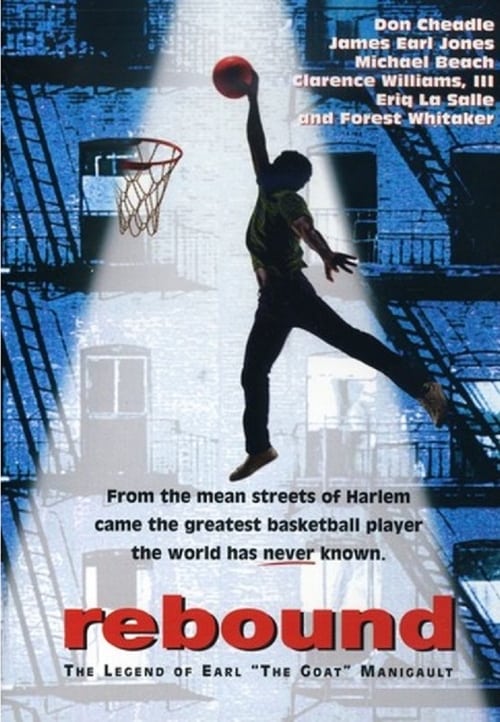 Don Cheadle
James Earl Jones
Michael Beach
Clarence Williams, III
Eriq La Salle
and Forest Whitaker
From the mean streets of Harlem
came the greatest basketball player
the world has never known.
rebound
The Legend of Earl "The Goat" Manigault